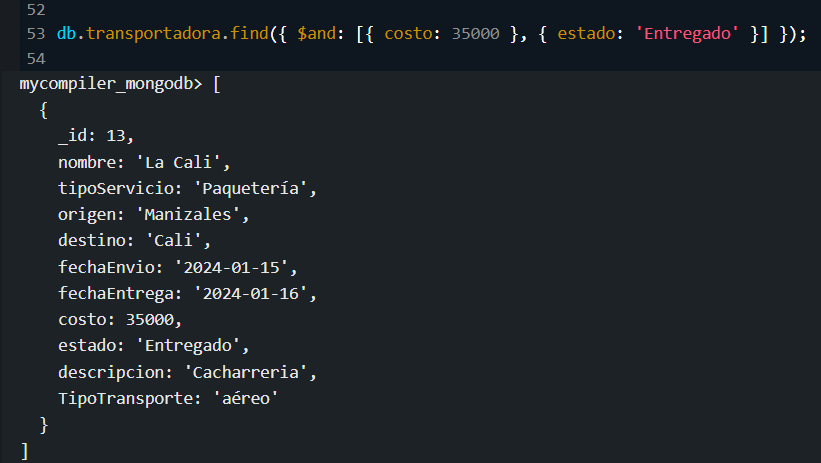 52
53 db.transportadora.find({ $and: [{ costo: 35000 }, { estado: 'Entregado' }] });
54
mycompiler_mongodb> [
  {
    _id: 13,
    nombre: 'La Cali',
    tipoServicio: 'Paquetería',
    origen: 'Manizales',
    destino: 'Cali',
    fechaEnvio: '2024-01-15',
    fechaEntrega: '2024-01-16',
    costo: 35000,
    estado: 'Entregado',
    descripcion: 'Cacharreria',
    TipoTransporte: 'aéreo'
  }
]